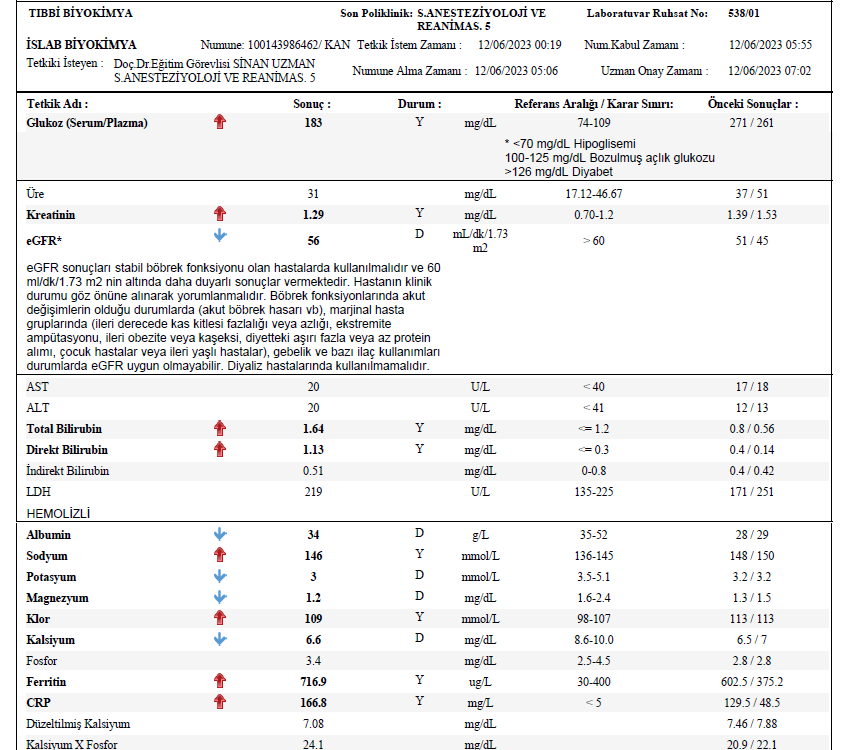 TIBBİ BİYOKİMYA Son Poliklinik: S.ANESTEZİYOLOJİ VE REANİMAS. 5 Laboratuvar Ruhsat No: 538/01
İSLAB BİYOKİMYA Numune: 100143986462/ KAN Tetkik İstem Zamanı : 12/06/2023 00:19 Num.Kabul Zamanı : 12/06/2023 05:55
Tetkiki İsteyen : Doç.Dr.Eğitim Görevlisi SİNAN UZMAN
S.ANESTEZİYOLOJİ VE REANİMAS. 5 Numune Alma Zamanı : 12/06/2023 05:06 Uzman Onay Zamanı : 12/06/2023 07:02
Tetkik Adı : Sonuç : Durum : Referans Aralığı / Karar Sınırı: Önceki Sonuçlar :
Glukoz (Serum/Plazma) 183 Y mg/dL 74-109 271 / 261
* <70 mg/dL Hipoglisemi
100-125 mg/dL Bozulmuş açlık glukozu
>126 mg/dL Diyabet
Üre 31 mg/dL 17.12-46.67 37 / 51
Kreatinin 1.29 Y mg/dL 0.70-1.2 1.39 / 1.53
eGFR* 56 D mL/dk/1.73 m2 > 60 51 / 45
eGFR sonuçları stabil böbrek fonksiyonu olan hastalarda kullanılmalıdır ve 60
ml/dk/1.73 m2 nin altında daha duyarlı sonuçlar vermektedir. Hastanın klinik
durumu göz önüne alınarak yorumlanmalıdır. Böbrek fonksiyonlarında akut
değişimlerin olduğu durumlarda (akut böbrek hasarı vb), marjinal hasta
gruplarında (ileri derecede kas kitlesi fazlalığı veya azlığı, ekstremite
ampütasyonu, ileri obezite veya kaşeksi, diyetteki aşırı fazla veya az protein
alımı, çocuk hastalar veya ileri yaşlı hastalar), gebelik ve bazı ilaç kullanımları
durumlarda eGFR uygun olmayabilir. Diyaliz hastalarında kullanılmamalıdır.
AST 20 U/L < 40 17 / 18
ALT 20 U/L < 41 12 / 13
Total Bilirubin 1.64 Y mg/dL <= 1.2 0.8 / 0.56
Direkt Bilirubin 1.13 Y mg/dL <= 0.3 0.4 / 0.14
İndirekt Bilirubin 0.51 mg/dL 0-0.8 0.4 / 0.42
LDH 219 U/L 135-225 171 / 251
HEMOLİZLİ
Albumin 34 D g/L 35-52 28 / 29
Sodyum 146 Y mmol/L 136-145 148 / 150
Potasyum 3 D mmol/L 3.5-5.1 3.2 / 3.2
Magnezyum 1.2 D mg/dL 1.6-2.4 1.3 / 1.5
Klor 109 Y mmol/L 98-107 113 / 113
Kalsiyum 6.6 D mg/dL 8.6-10.0 6.5 / 7
Fosfor 3.4 mg/dL 2.5-4.5 2.8 / 2.8
Ferritin 716.9 Y ug/L 30-400 602.5 / 375.2
CRP 166.8 Y mg/L < 5 129.5 / 48.5
Düzeltilmiş Kalsiyum 7.08 mg/dL 7.46 / 7.88
Kalsiyum X Fosfor 24.1 mg/dL 20.9 / 22.1